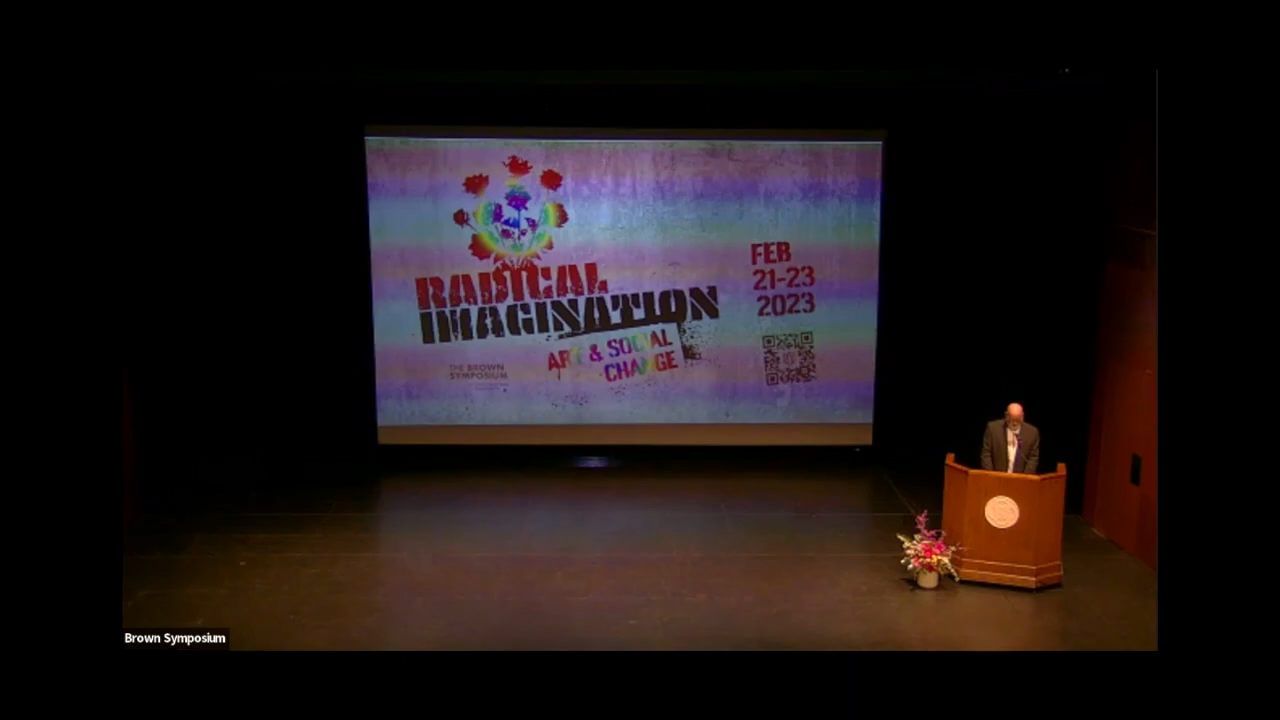 RADICAL
IMAGINATION
ART & SOCIAL
CHANGE
THE BROWN
SYMPOSIUM
FEB
21-23
2023
Brown Symposium